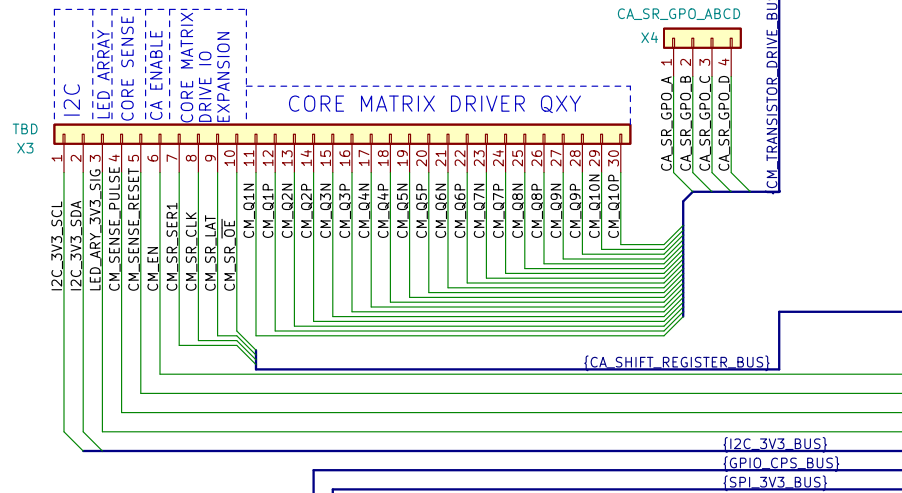 CA_SR_GPO_ABCD
X4
1
2
3
4
CA_SR_GPO_A
CA_SR_GPO_B
CA_SR_GPO_C
CA_SR_GPO_D
CM_TRANSISTOR_DRIVE_BU
I2C
LED ARRAY
CORE SENSE
CA ENABLE
CORE MATRIX
DRIVE IO
EXPANSION
CORE MATRIX DRIVER QXY
TBD
X3
1
2
3
4
5
6
7
8
9
10
11
12
13
14
15
16
17
18
19
20
21
22
23
24
25
26
27
28
29
30
I2C_3V3_SCL
I2C_3V3_SDA
LED_ARY_3V3_SIG
CM_SENSE_PULSE
CM_SENSE_RESET
CM_EN
CM_SR_SER1
CM_SR_CLK
CM_SR_LAT
CM_SR_OE
CM_Q1N
CM_Q1P
CM_Q2N
CM_Q2P
CM_Q3N
CM_Q3P
CM_Q4N
CM_Q4P
CM_Q5N
CM_Q5P
CM_Q6N
CM_Q6P
CM_Q7N
CM_Q7P
CM_Q8N
CM_Q8P
CM_Q9N
CM_Q9P
CM_Q10N
CM_Q10P
{CA_SHIFT_REGISTER_BUS}
{I2C_3V3_BUS}
{GPIO_CPS_BUS}
{SPI_3V3_BUS}